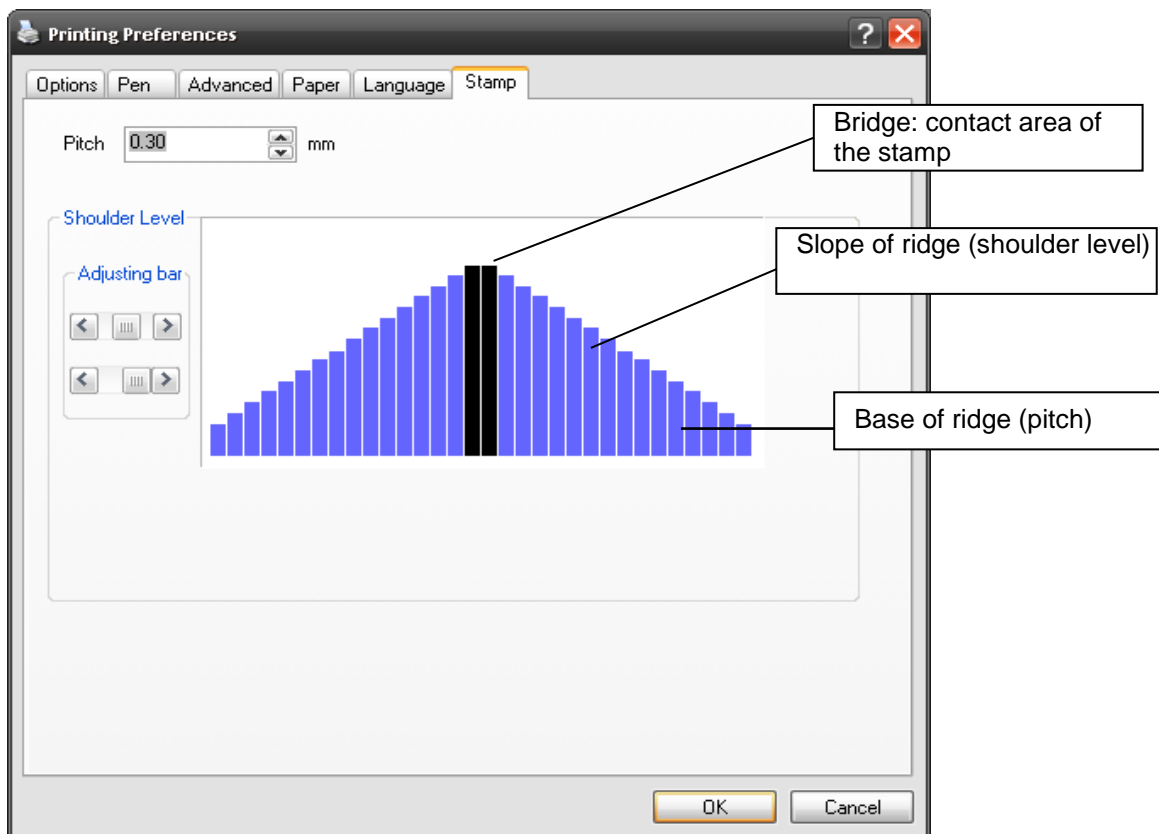 Printing Preferences
Options Pen Advanced Paper Language Stamp
Pitch 0.30 mm
Bridge: contact area of
the stamp
Shoulder Level
Slope of ridge (shoulder level)
Adjusting bar
Base of ridge (pitch)
OK Cancel